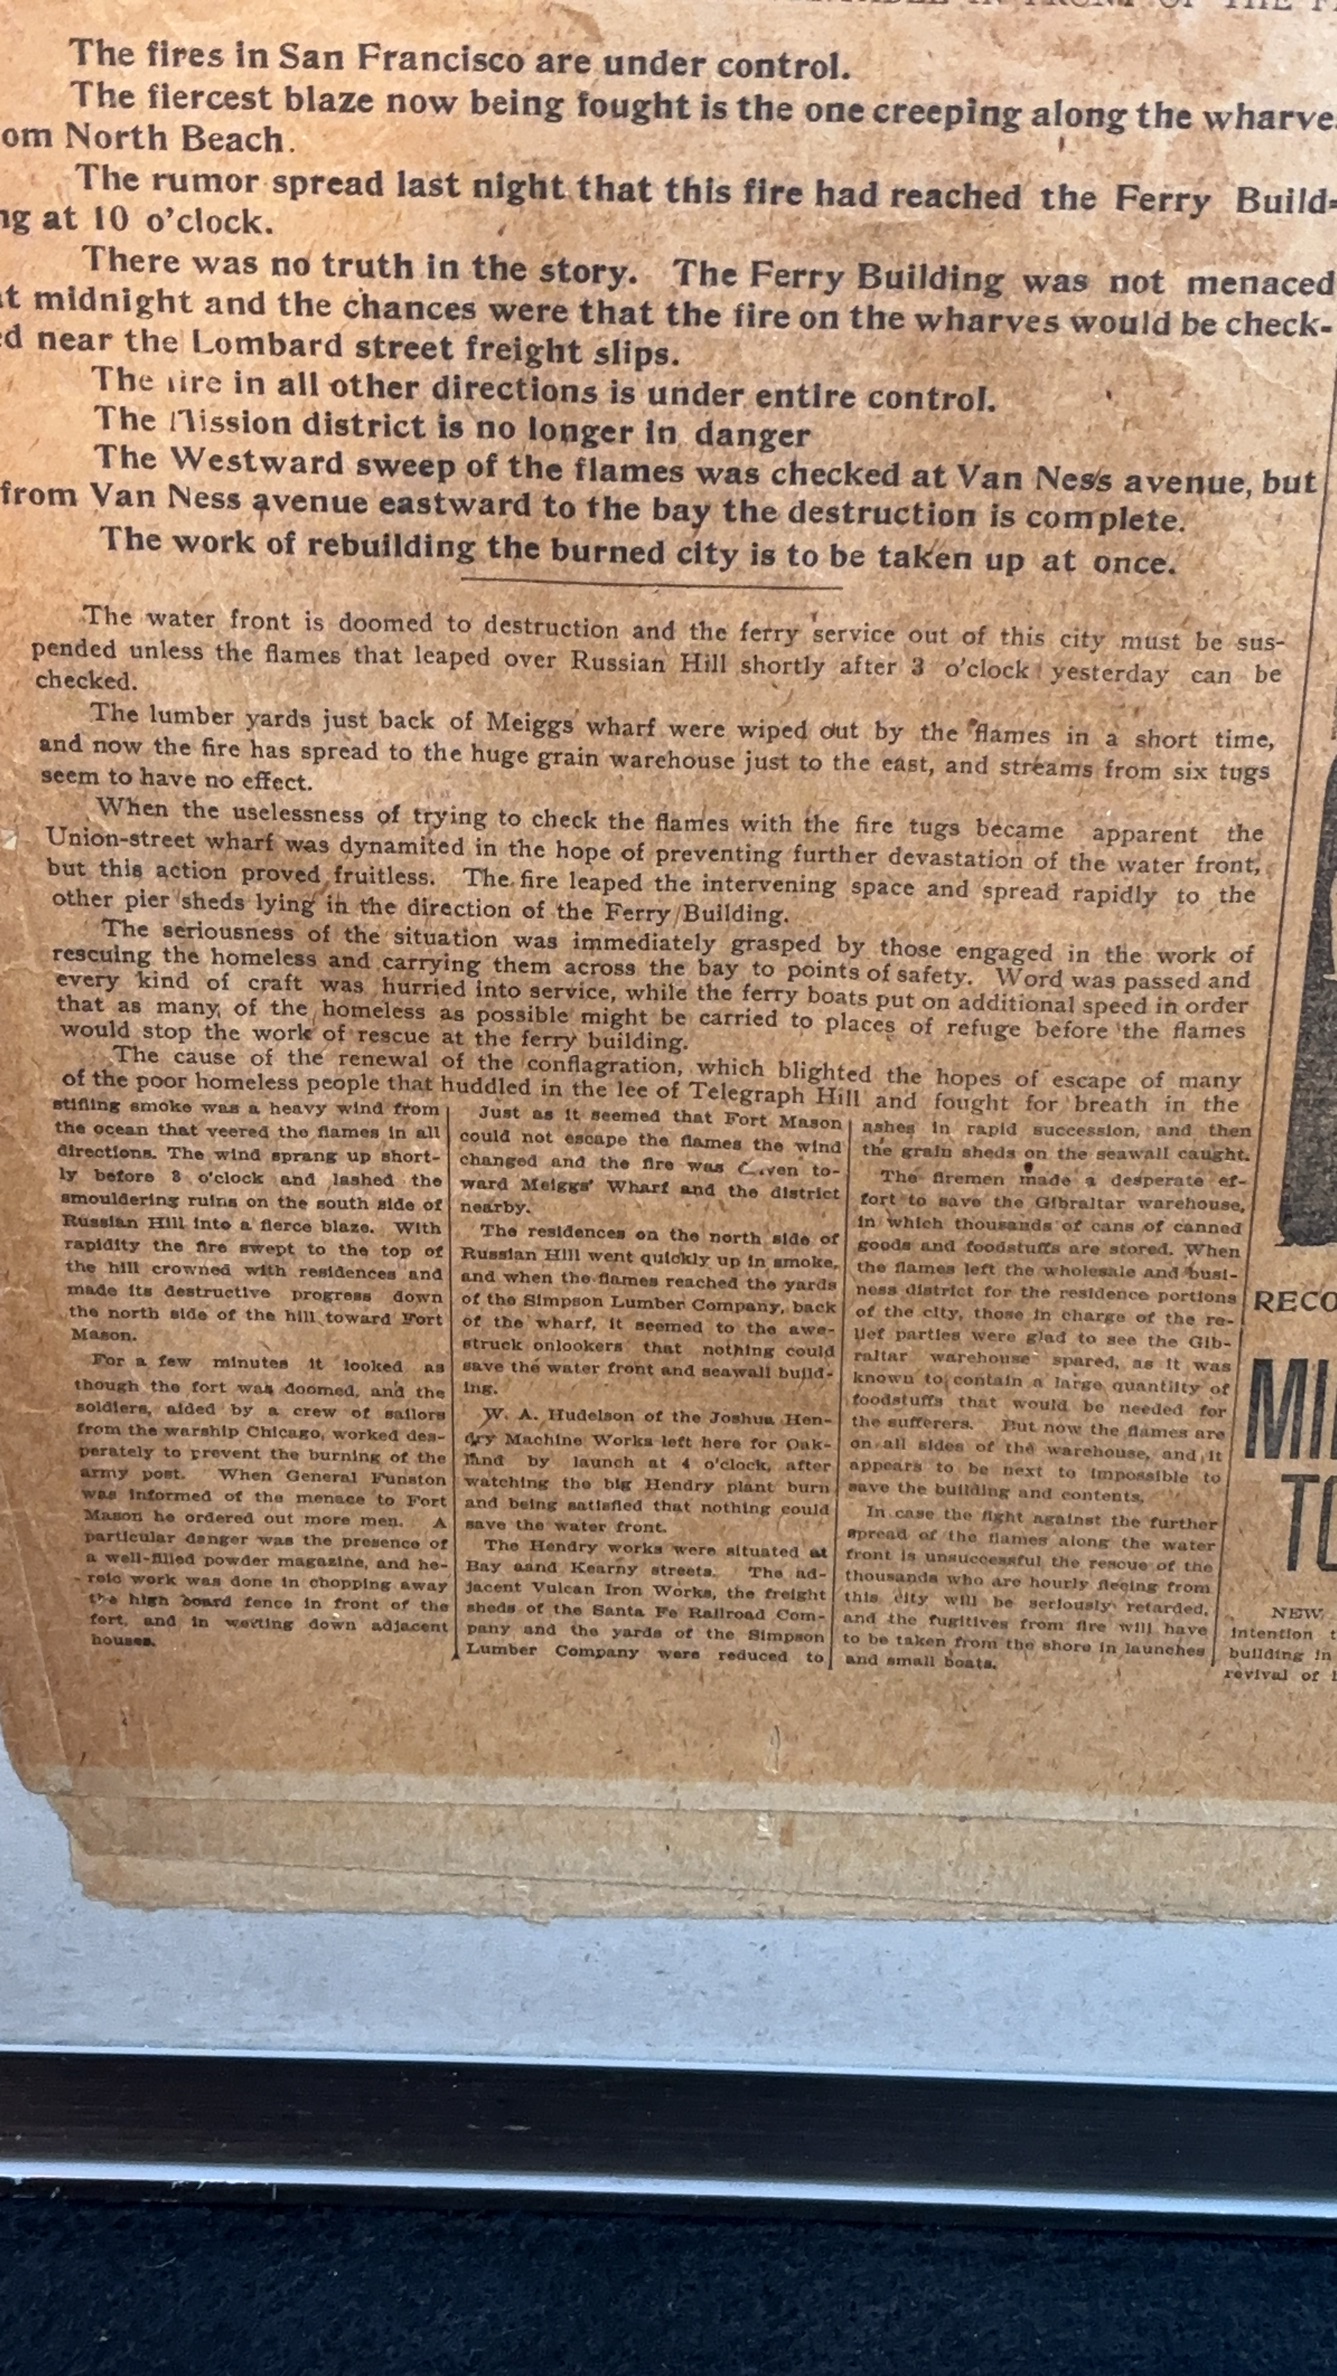 The fires in San Francisco are under control.
The fiercest blaze now being fought is the one creeping along the wharve
om North Beach.
The rumor spread last night that this fire had reached the Ferry Build-
ng at 10 o'clock.
There was no truth in the story. The Ferry Building was not menaced
at midnight and the chances were that the fire on the wharves would be check-
ed near the Lombard street freight slips.
The fire in all other directions is under entire control.
The Mission district is no longer in danger
The Westward sweep of the flames was checked at Van Ness avenue, but
from Van Ness avenue eastward to the bay the destruction is complete.
The work of rebuilding the burned city is to be taken up at once.
The water front is doomed to destruction and the ferry service out of this city must be sus-
pended unless the flames that leaped over Russian Hill shortly after 3 o'clock yesterday can be
checked.
The lumber yards just back of Meiggs wharf were wiped out by the flames in a short time,
and now the fire has spread to the huge grain warehouse just to the east, and streams from six tugs
seem to have no effect.
When the uselessness of trying to check the flames with the fire tugs became apparent the
Union-street wharf was dynamited in the hope of preventing further devastation of the water front,
but this action proved fruitless. The fire leaped the intervening space and spread rapidly to the
other pier sheds lying in the direction of the Ferry Building.
The seriousness of the situation was immediately grasped by those engaged in the work of
rescuing the homeless and carrying them across the bay to points of safety. Word was passed and
every kind of craft was hurried into service, while the ferry boats put on additional speed in order
that as many of the homeless as possible might be carried to places of refuge before the flames
would stop the work of rescue at the ferry building.
The cause of the renewal of the conflagration, which blighted the hopes of escape of many
of the poor homeless people that huddled in the lee of Telegraph Hill and fought for breath in the
stifling smoke was a heavy wind from
the ocean that veered the flames in all
directions. The wind sprang up short-
ly before 3 o'clock and lashed the
smouldering ruins on the south side of
Russian Hill into a fierce blaze. With
rapidity the fire swept to the top of
the hill crowned with residences and
made its destructive progress down
the north side of the hill toward Fort
Mason.
For a few minutes it looked as
though the fort was doomed, and the
soldiers, aided by a crew of sailors
from the warship Chicago, worked des-
perately to prevent the burning of the
army post. When General Funston
was informed of the menace to Fort
Mason he ordered out more men. A
particular danger was the presence of
a well-filled powder magazine, and he-
roic work was done in chopping away
the high board fence in front of the
fort, and in wetting down adjacent
houses.
Just as it seemed that Fort Mason
could not escape the flames the wind
changed and the fire was driven to-
ward Meiggs' Wharf and the district
nearby.
The residences on the north side of
Russian Hill went quickly up in smoke,
and when the flames reached the yards
of the Simpson Lumber Company, back
of the wharf, it seemed to the awe-
struck onlookers that nothing could
save the water front and seawall build-
ing.
W. A. Hudelson of the Joshua Hen-
dry Machine Works left here for Oak-
land by launch at 4 o'clock, after
watching the big Hendry plant burn
and being satisfied that nothing could
save the water front.
The Hendry works were situated at
Bay aand Kearny streets. The ad-
jacent Vulcan Iron Works, the freight
sheds of the Santa Fe Railroad Com-
pany and the yards of the Simpson
Lumber Company were reduced to
ashes in rapid succession, and then
the grain sheds on the seawall caught.
The firemen made a desperate ef-
fort to save the Gibraltar warehouse,
in which thousands of cans of canned
goods and foodstuffs are stored. When
the flames left the wholesale and busi-
ness district for the residence portions
of the city, those in charge of the re-
lief parties were glad to see the Gib-
raltar warehouse spared, as it was
known to contain a large quantity of
foodstuffs that would be needed for
the sufferers. But now the flames are
on all sides of the warehouse, and it
appears to be next to impossible to
save the building and contents.
In case the fight against the further
spread of the flames along the water
front is unsuccessful the rescue of the
thousands who are hourly fleeing from
this city will be seriously retarded,
and the fugitives from fire will have
to be taken from the shore in launches
and small boats.
RECO
MI
TO
NEW
intention t
building in
revival of